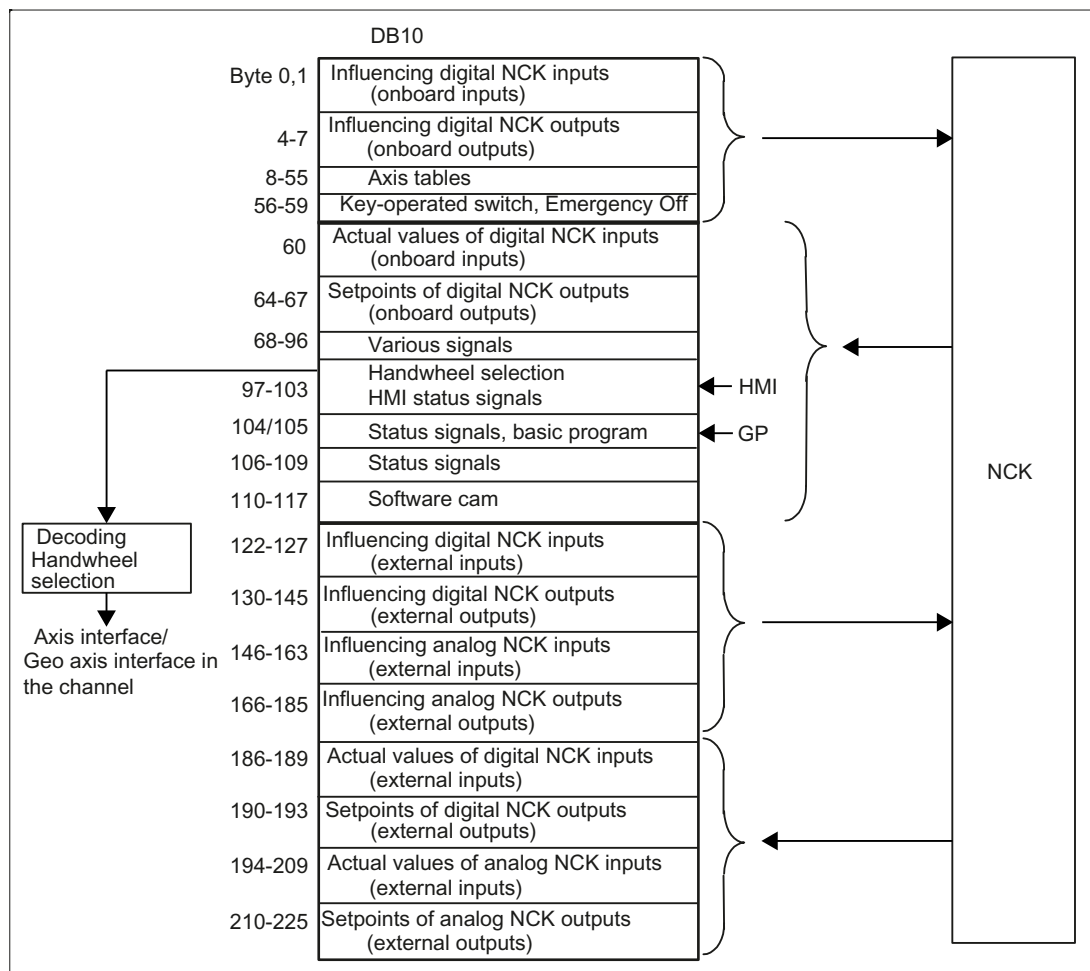 DB10
Byte 0,1
Influencing digital NCK inputs
(onboard inputs)
4-7
Influencing digital NCK outputs
(onboard outputs)
8-55
Axis tables
56-59
Key-operated switch, Emergency Off
60
Actual values of digital NCK inputs
(onboard inputs)
64-67
Setpoints of digital NCK outputs
(onboard outputs)
68-96
Various signals
97-103
Handwheel selection
HMI status signals
HMI
104/105
Status signals, basic program
GP
106-109
Status signals
110-117
Software cam
NCK
Decoding
Handwheel
selection
Axis interface/
Geo axis interface in
the channel
122-127
Influencing digital NCK inputs
(external inputs)
130-145
Influencing digital NCK outputs
(external outputs)
146-163
Influencing analog NCK inputs
(external inputs)
166-185
Influencing analog NCK outputs
(external outputs)
186-189
Actual values of digital NCK inputs
(external inputs)
190-193
Setpoints of digital NCK outputs
(external outputs)
194-209
Actual values of analog NCK inputs
(external inputs)
210-225
Setpoints of analog NCK outputs
(external outputs)